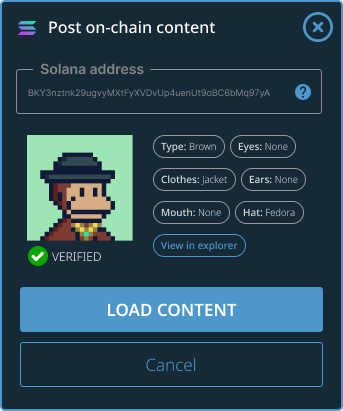 Post on-chain content
Solana address
BKY3nztnk29ugvyMXtFyXVDvUp4uenUt9oBC6bMq97yA
Type: Brown
Eyes: None
Clothes: Jacket
Ears: None
Mouth: None
Hat: Fedora
View in explorer
VERIFIED
LOAD CONTENT
Cancel